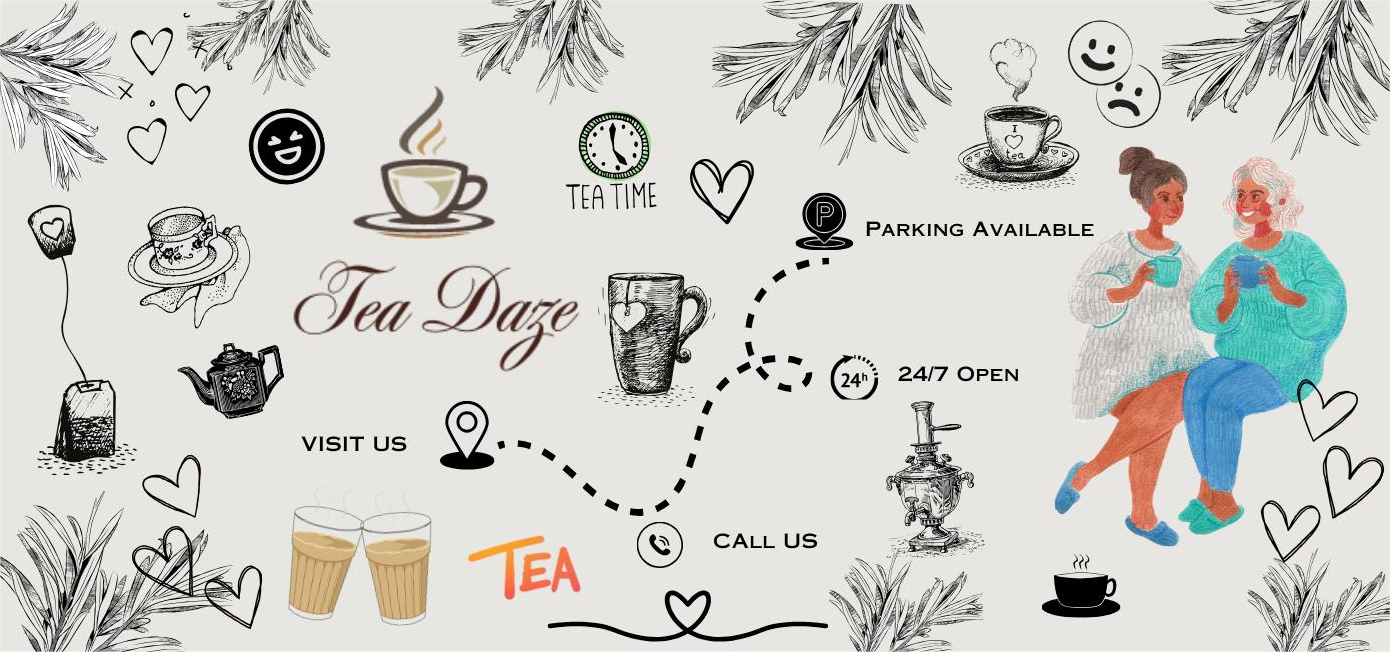 I
tea
TEA TIME
P
Parking Available
Tea Daze
24h
24/7 Open
VISIT US
CALL US
TEA